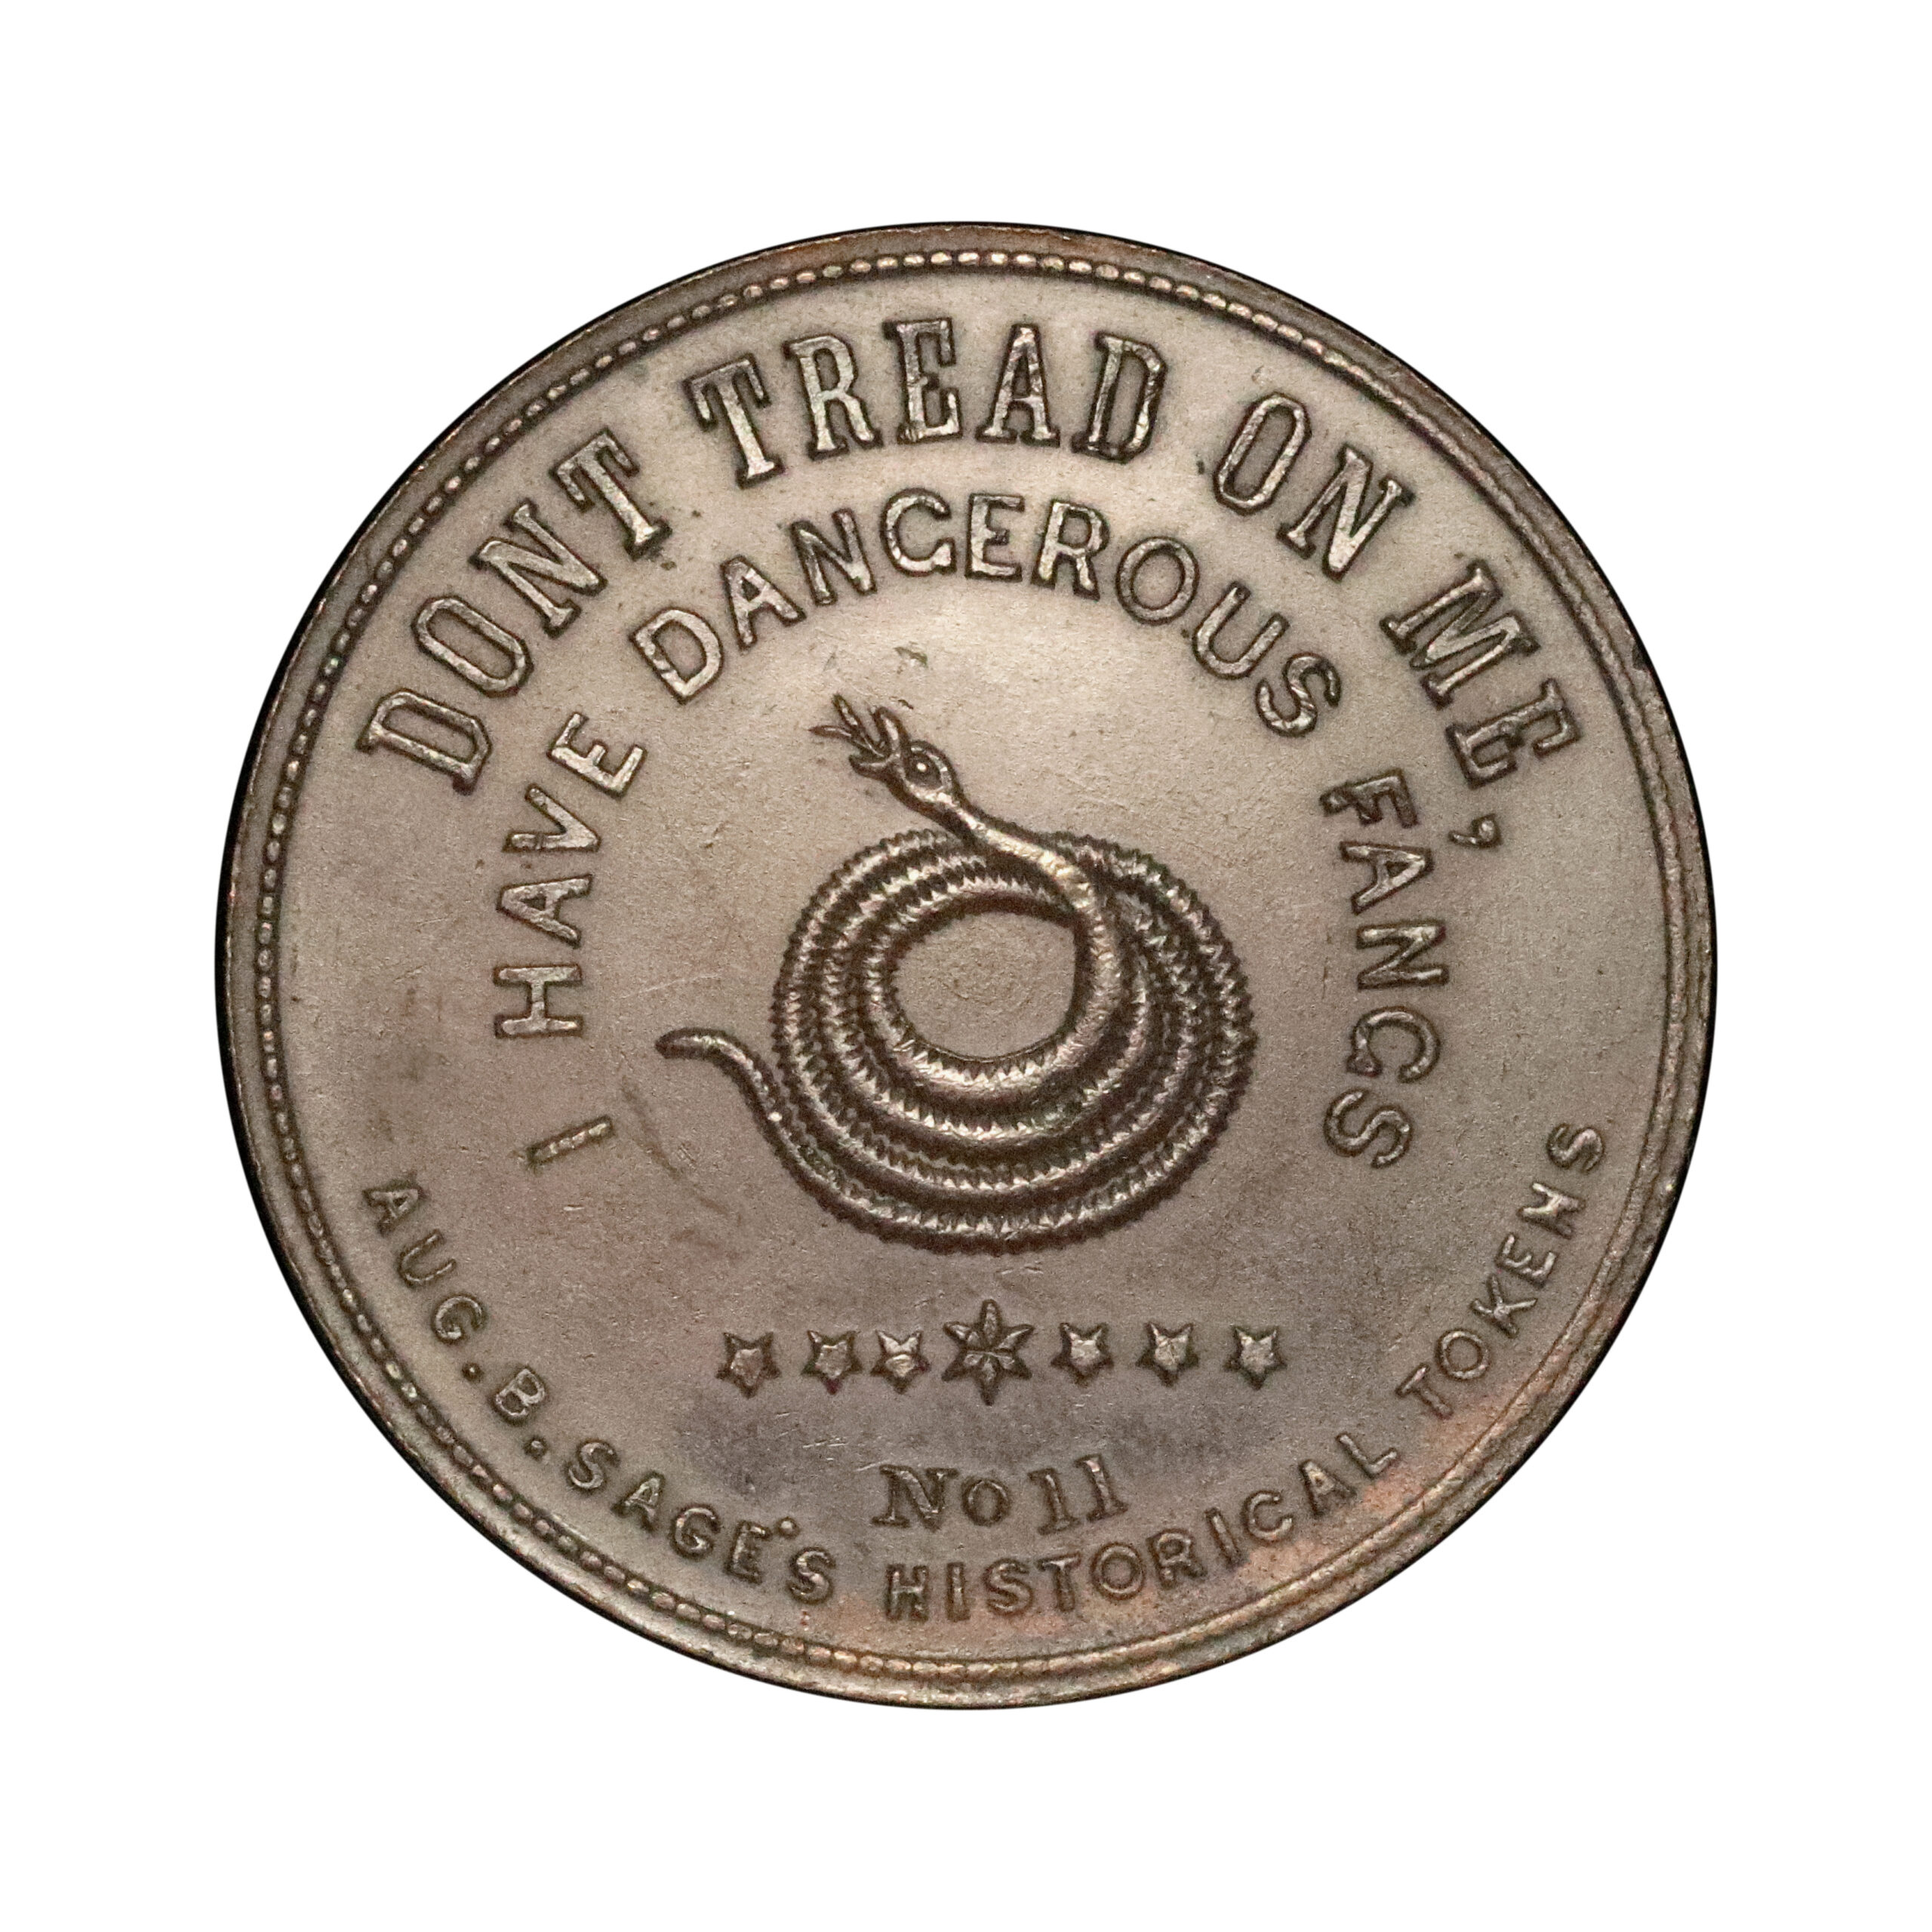 DONT TREAD ON ME,
I HAVE DANGEROUS FANGS
No 11
AUG. B. SAGE'S HISTORICAL TOKENS